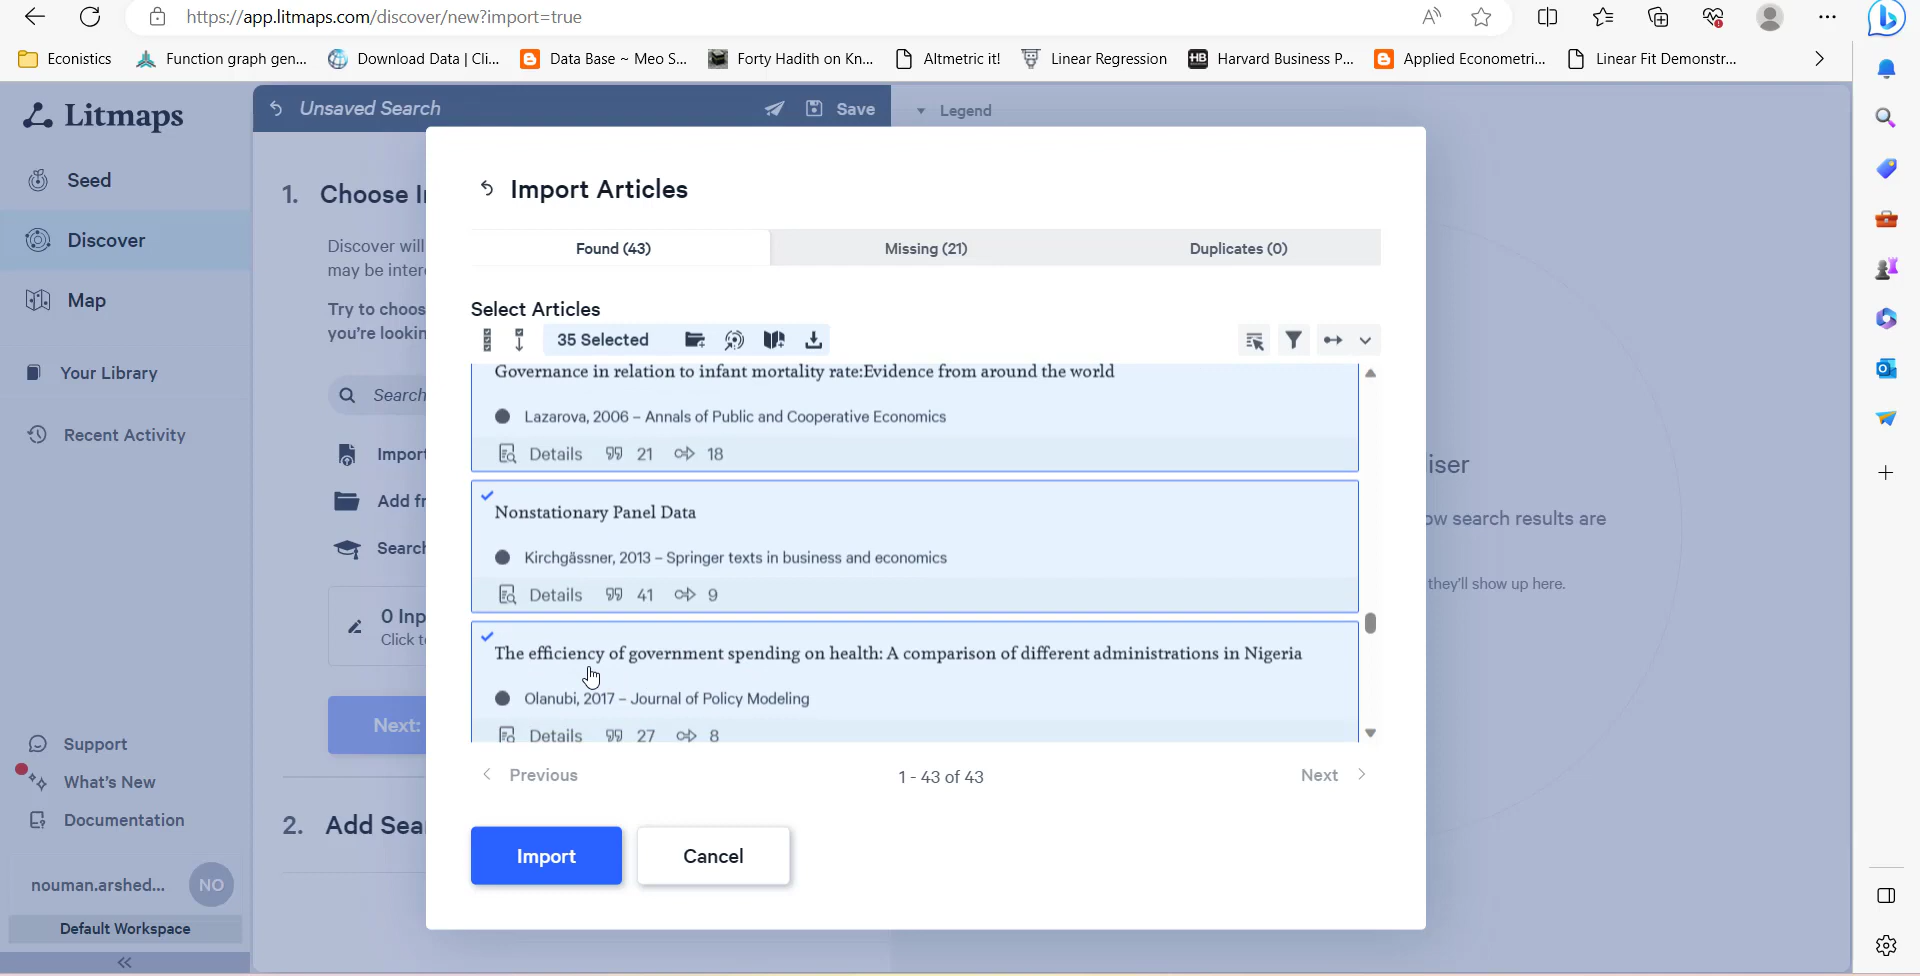 https://app.litmaps.com/discover/new?import=true
Econistics
Function graph gen...
Download Data | Cli...
Data Base ~ Meo S...
Forty Hadith on Kn...
Altmetric it!
Linear Regression
HB
Harvard Business P...
Applied Econometri...
Linear Fit Demonstr...
Litmaps
Unsaved Search
Save
Legend
Seed
Discover
Map
Your Library
Recent Activity
Support
What's New
Documentation
nouman.arshed...
NO
Default Workspace
1. Choose I
Discover will
may be inter
Try to choos
you're lookin
Search
Import
Add fr
Search
0 Inp
Click t
Next:
2. Add Sea
Import Articles
Found (43)
Missing (21)
Duplicates (0)
Select Articles
35 Selected
Governance in relation to infant mortality rate:Evidence from around the world
Lazarova, 2006 – Annals of Public and Cooperative Economics
Details 21 18
Nonstationary Panel Data
Kirchgässner, 2013 – Springer texts in business and economics
Details 41 9
The efficiency of government spending on health: A comparison of different administrations in Nigeria
Olanubi, 2017 – Journal of Policy Modeling
Details 27 8
Previous
1 - 43 of 43
Next
Import
Cancel
iser
ow search results are
they'll show up here.